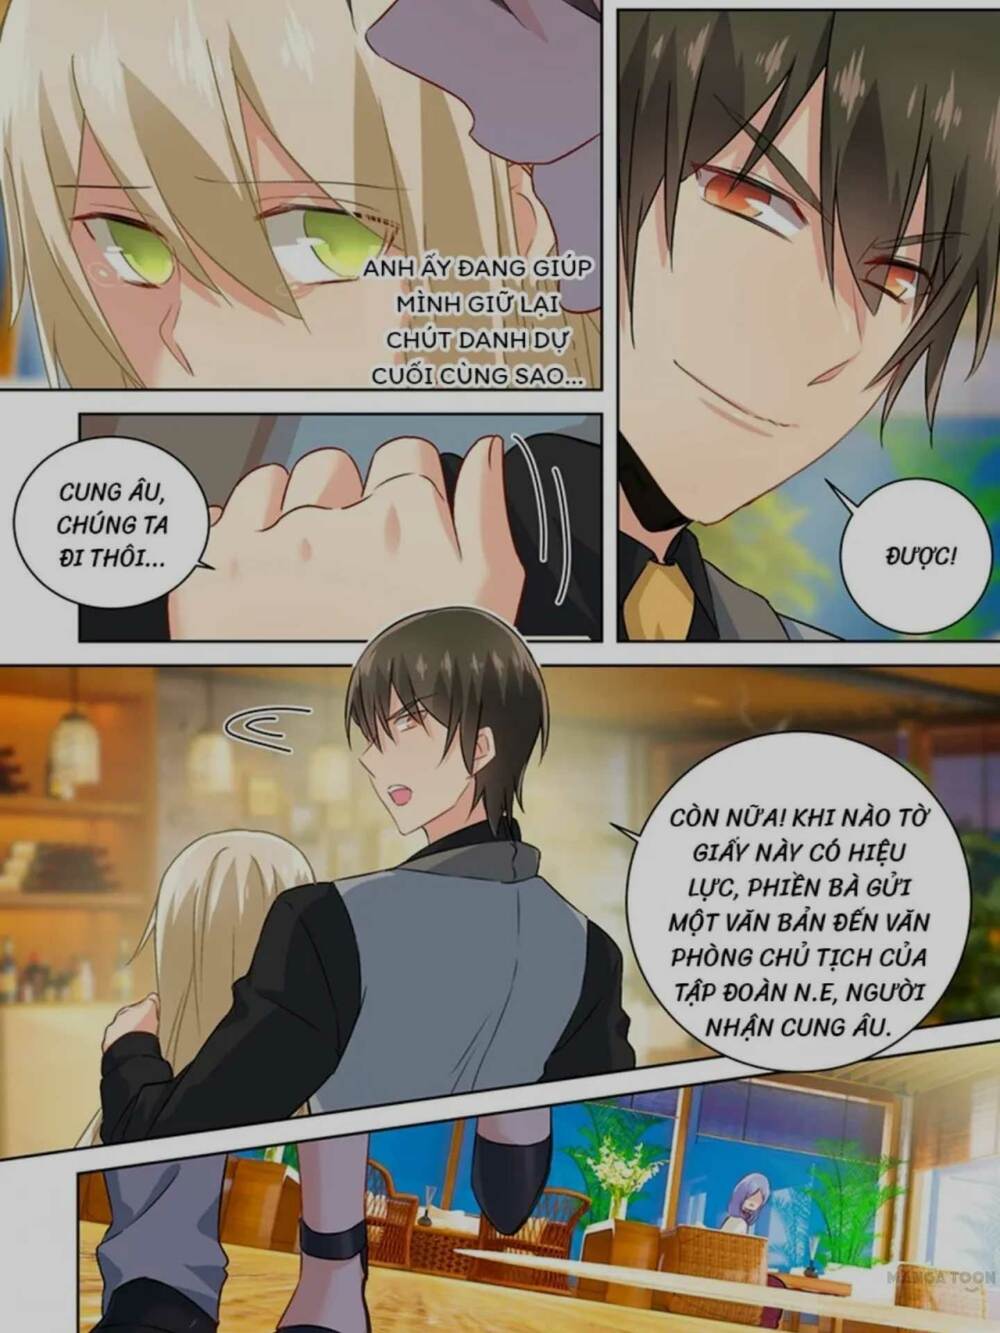 ANH ẤY ĐANG GIÚP
MÌNH GIỮ LẠI
CHÚT DANH DỰ
CUỐI CÙNG SAO...
CUNG ÂU,
CHÚNG TA
ĐI THÔI...
ĐƯỢC!
CÒN NỮA! KHI NÀO TỜ
GIẤY NÀY CÓ HIỆU
LỰC, PHIỀN BÀ GỬI
MỘT VĂN BẢN ĐẾN VĂN
PHÒNG CHỦ TỊCH CỦA
TẬP ĐOÀN N.E, NGƯỜI
NHẬN CUNG ÂU.
MANGA TOON